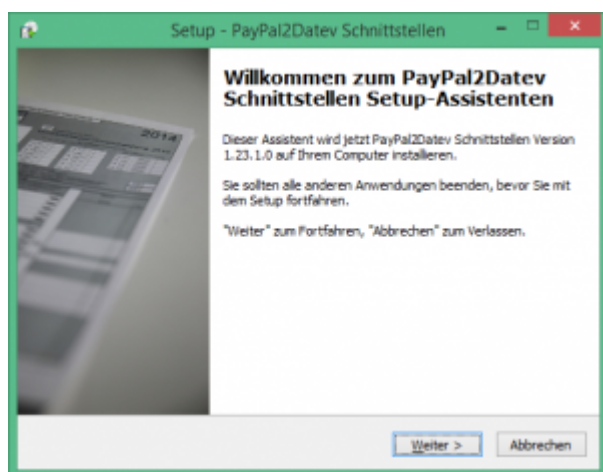 Setup - PayPal2Datev Schnittstellen
2014
Willkommen zum PayPal2Datev
Schnittstellen Setup-Assistenten
Dieser Assistent wird jetzt PayPal2Datev Schnittstellen Version
1.23.1.0 auf Ihrem Computer installieren.
Sie sollten alle anderen Anwendungen beenden, bevor Sie mit
dem Setup fortfahren.
"Weiter" zum Fortfahren, "Abbrechen" zum Verlassen.
Weiter >
Abbrechen